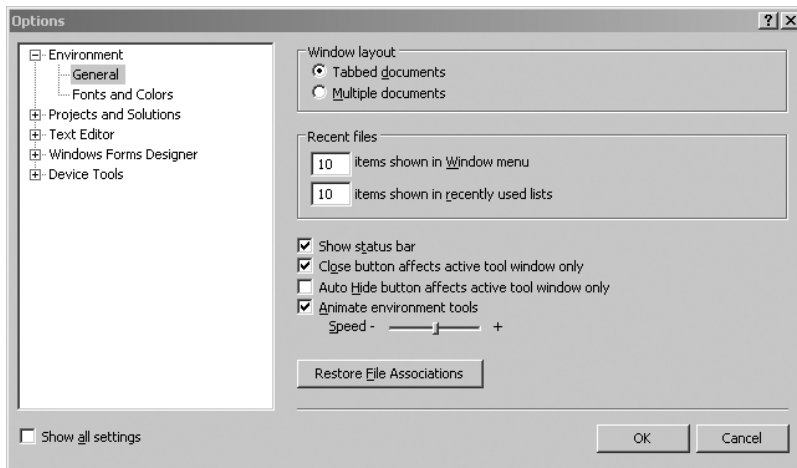 Options
Environment
General
Fonts and Colors
Projects and Solutions
Text Editor
Windows Forms Designer
Device Tools
Show all settings
Window layout
Tabbed documents
Multiple documents
Recent files
10 items shown in Window menu
10 items shown in recently used lists
Show status bar
Close button affects active tool window only
Auto Hide button affects active tool window only
Animate environment tools
Speed - +
Restore File Associations
OK Cancel